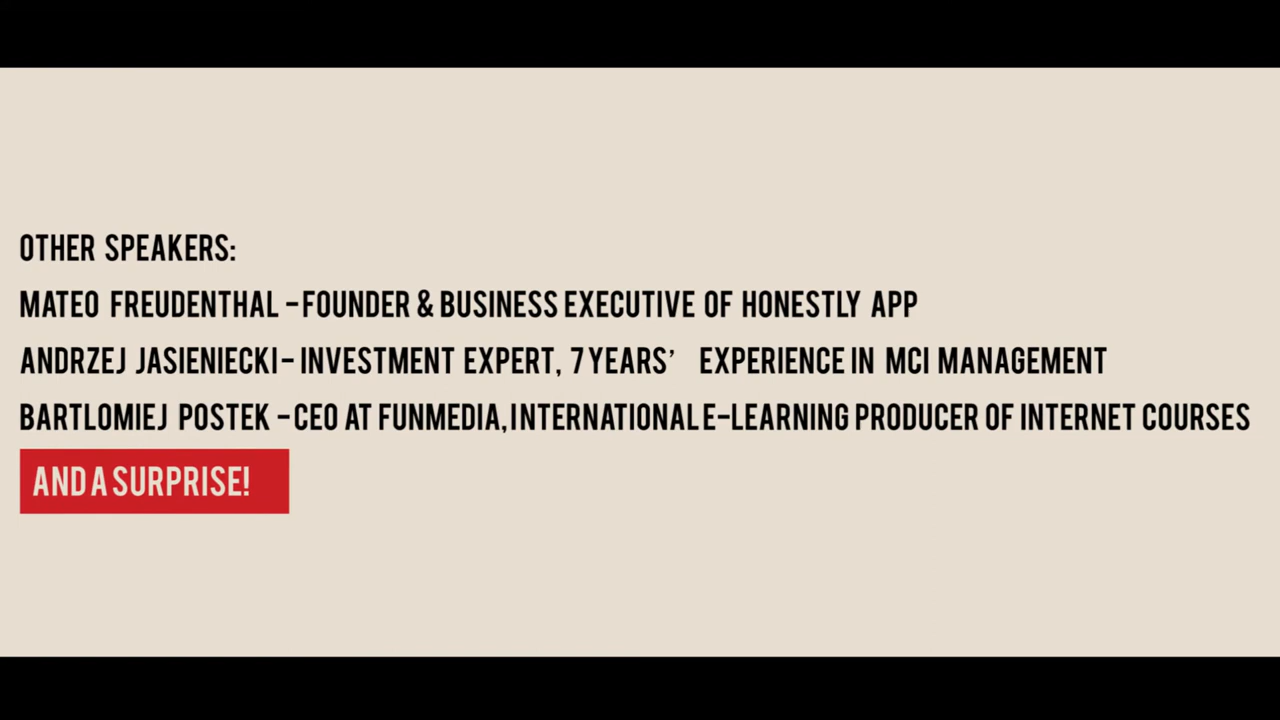 OTHER SPEAKERS:
MATEO FREUDENTHAL - FOUNDER & BUSINESS EXECUTIVE OF HONESTLY APP
ANDRZEJ JASIENIECKI - INVESTMENT EXPERT, 7 YEARS’ EXPERIENCE IN MCI MANAGEMENT
BARTLOMIEJ POSTEK - CEO AT FUNMEDIA, INTERNATIONAL E-LEARNING PRODUCER OF INTERNET COURSES
AND A SURPRISE!